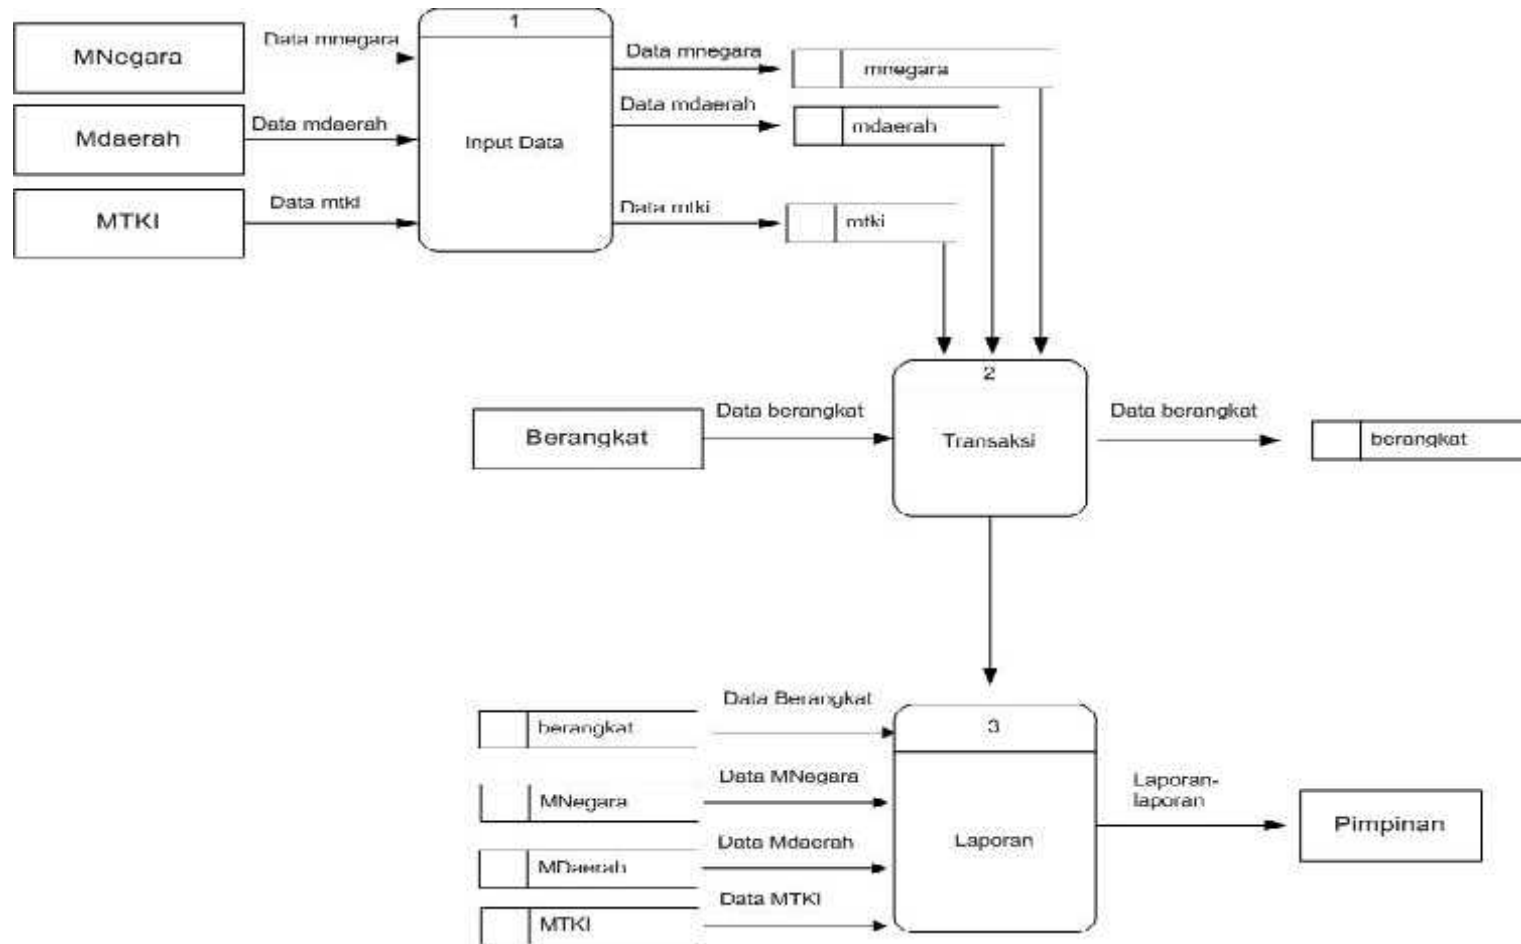 1
MNegara
Data mnegara
Data mnegara
mnegara
Mdaerah
Data mdaerah
Input Data
Data mdaerah
mdaerah
MTKI
Data mtki
Data mtki
mtki
2
Berangkat
Data berangkat
Transaksi
Data berangkat
berangkat
Data Berangkat
berangkat
3
Data MNegara
MNegara
Laporan-
laporan
Pimpinan
Data Mdaerah
MDaerah
Laporan
Data MTKI
MTKI